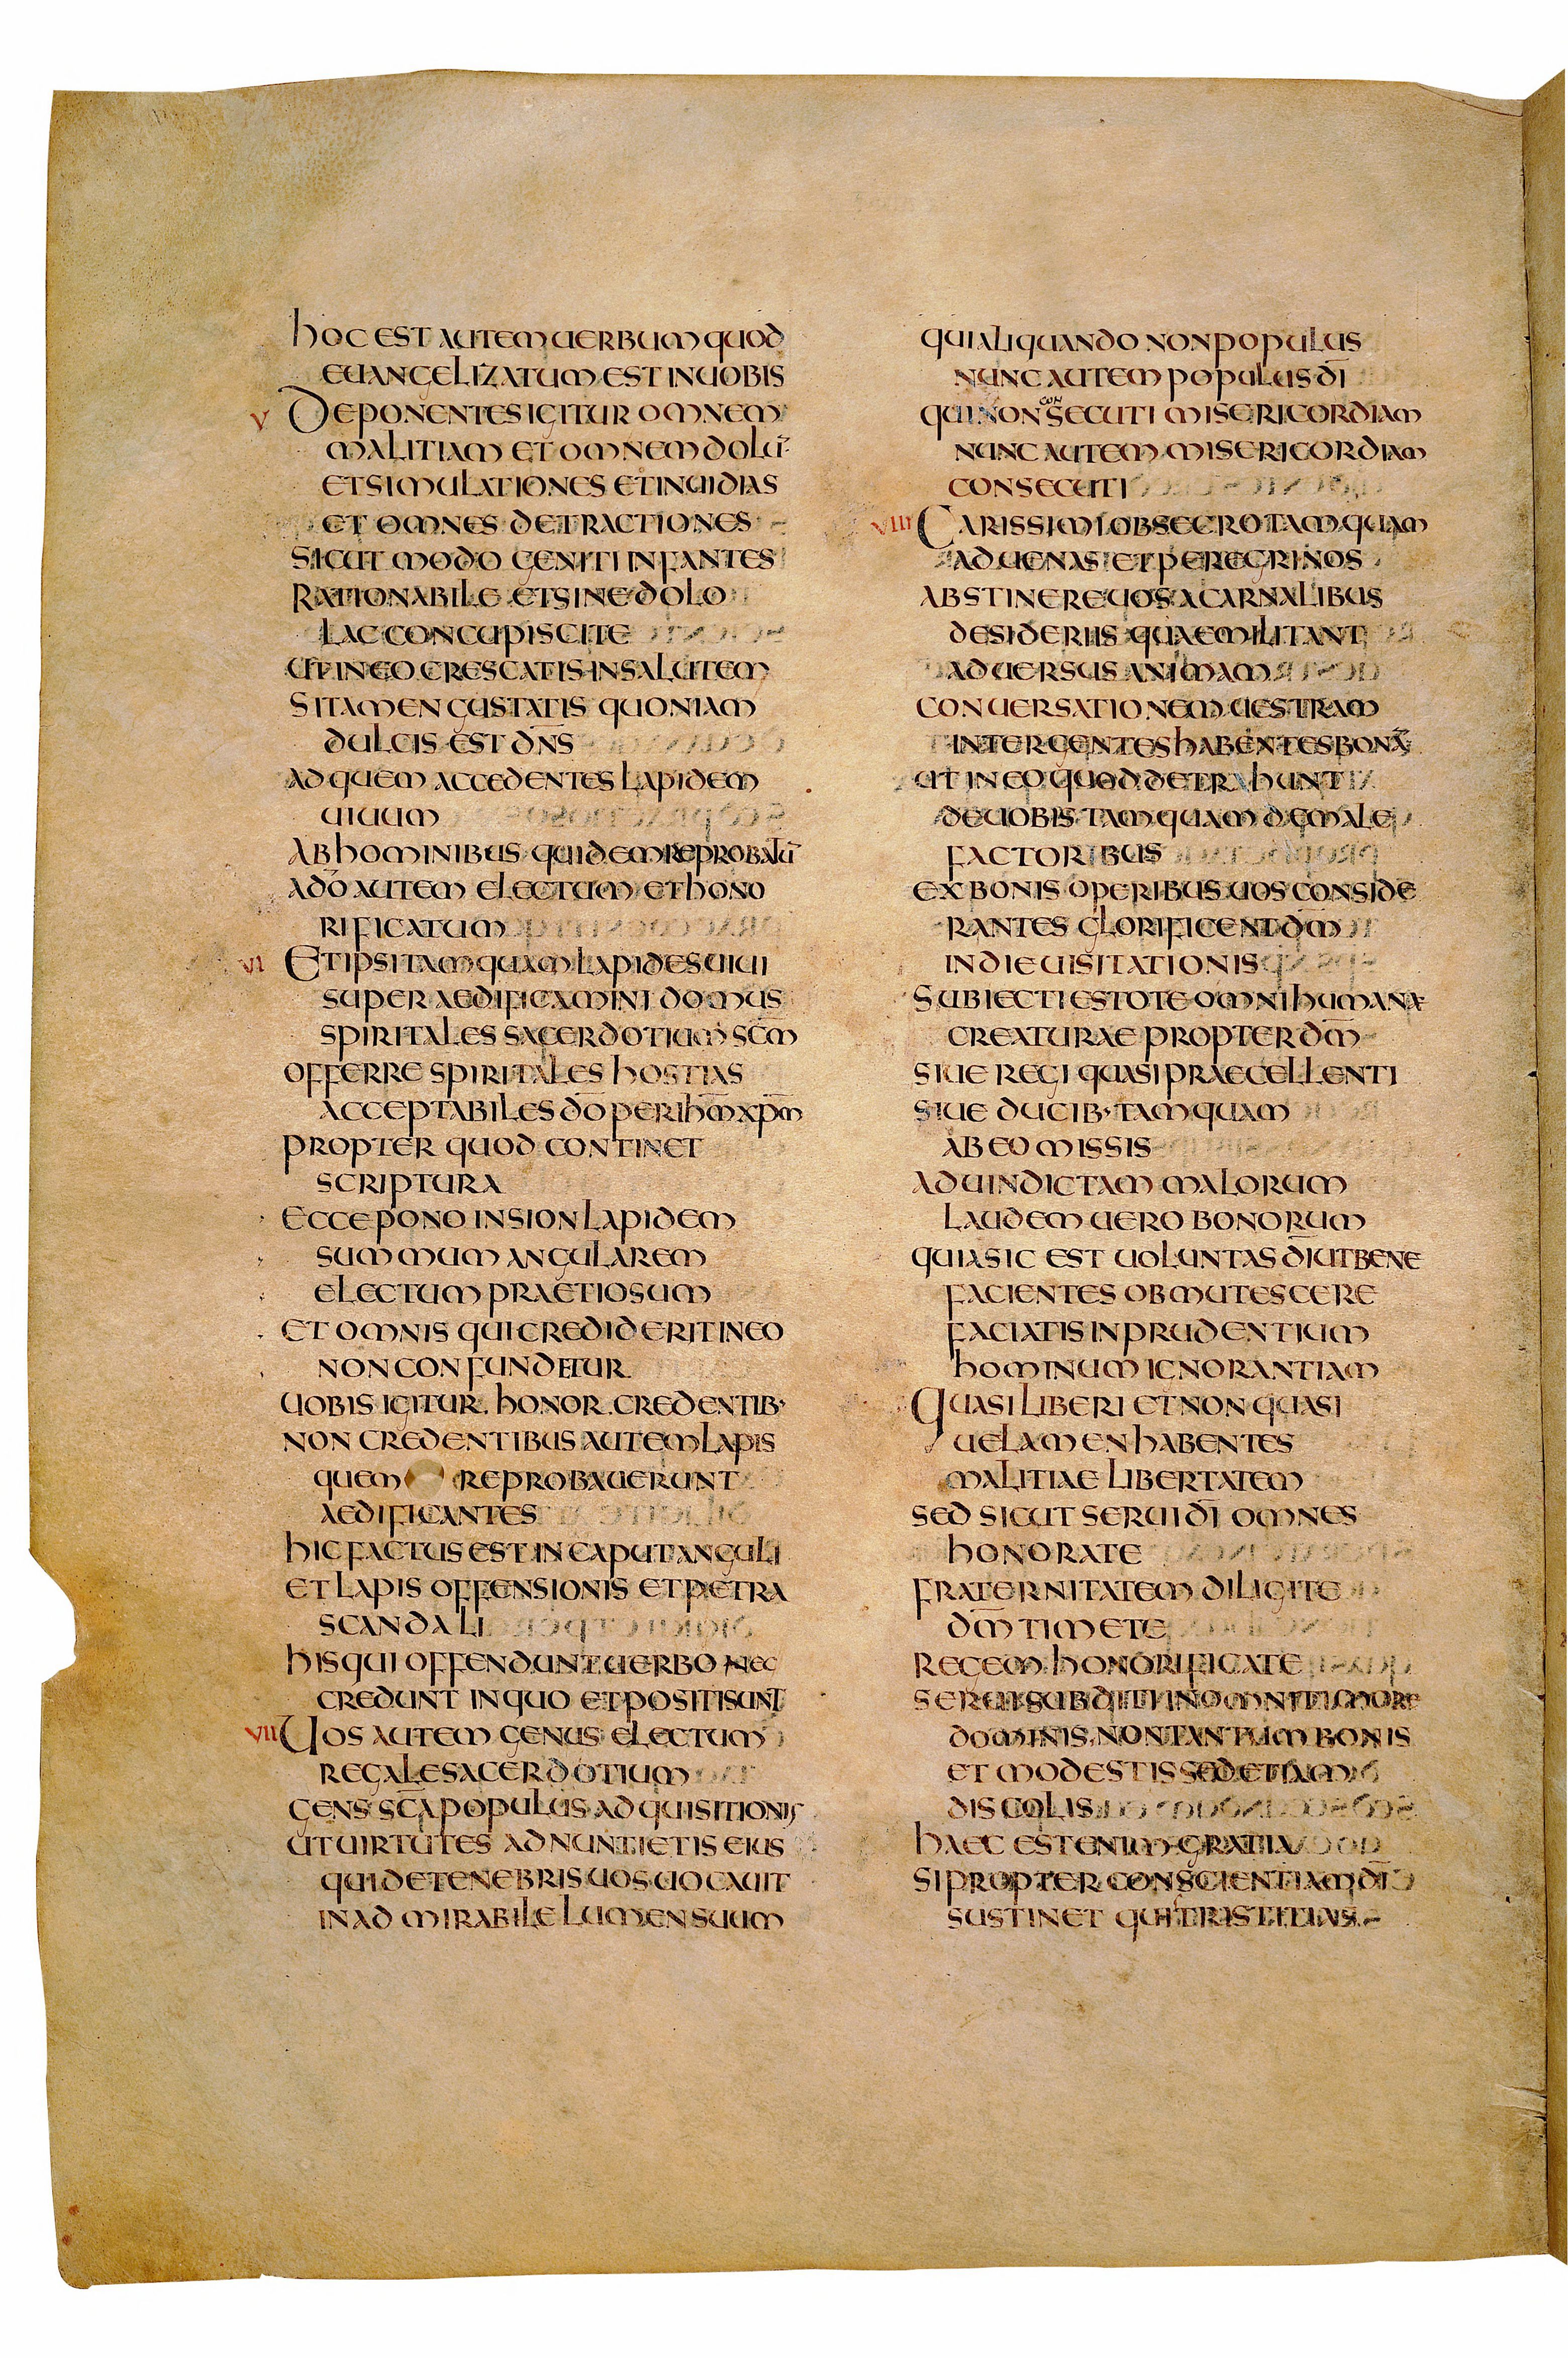 hoc est autem uerbum quod
euangelizatum est in uobis
V Deponentes igitur omnem
malitiam et omnem dolū
et simulationes et inuidias
et omnes detractiones
sicut modo geniti infantes
rationabile et sine dolo
lac concupiscite
ut in eo crescatis in salutem
si tamen gustatis quoniam
dulcis est dn̄s
ad quem accedentes lapidem
uiuum
ab hominibus quidem reprobatū
a dō autem electum et hono
rificatum
VI Et ipsi tamquam lapides uiui
superaedificamini domus
spiritales sacerdotium sc̄m
offerre spiritales hostias
acceptabiles dō per ih̄m xp̄m
propter quod continet
scriptura
ecce pono in sion lapidem
summum angularem
electum praetiosum
et omnis qui crediderit in eo
non confundetur
uobis igitur honor credentib·
non credentibus autem lapis
quem reprobauerunt
aedificantes
hic factus est in caput anguli
et lapis offensionis et petra
scandali
his qui offendunt uerbo nec
credunt in quo et positi sunt
VII Uos autem genus electum
regale sacerdotium
gens sc̄a populus adquisitionis
ut uirtutes adnuntietis eius
qui de tenebris uos uocauit
in admirabile lumen suum
qui aliquando non populus
nunc autem populus dī
qui non consecuti misericordiam
nunc autem misericordiam
consecuti
VIII Carissimi obsecro tamquam
aduenas et peregrinos
abstinere uos a carnalibus
desideriis quae militant
aduersus animam
conuersationem uestram
inter gentes habentes bonā
ut in eo quod detrahunt
de uobis tamquam de male
factoribus
ex bonis operibus uos conside
rantes glorificent dm̄
in die uisitationis
subiecti estote omni humanae
creaturae propter dm̄
siue regi quasi praecellenti
siue ducib· tamquam
ab eo missis
ad uindictam malorum
laudem uero bonorum
quia sic est uoluntas dī ut bene
facientes obmutescere
faciatis inprudentium
hominum ignorantiam
Quasi liberi et non quasi
uelamen habentes
malitiae libertatem
sed sicut serui dī omnes
honorate
fraternitatem diligite
dm̄ timete
regem honorificate
serui subditi in omni timore
dominis non tantum bonis
et modestis sed etiam
discolis
haec est enim gratia
si propter conscientiam dī
sustinet qui tristitias